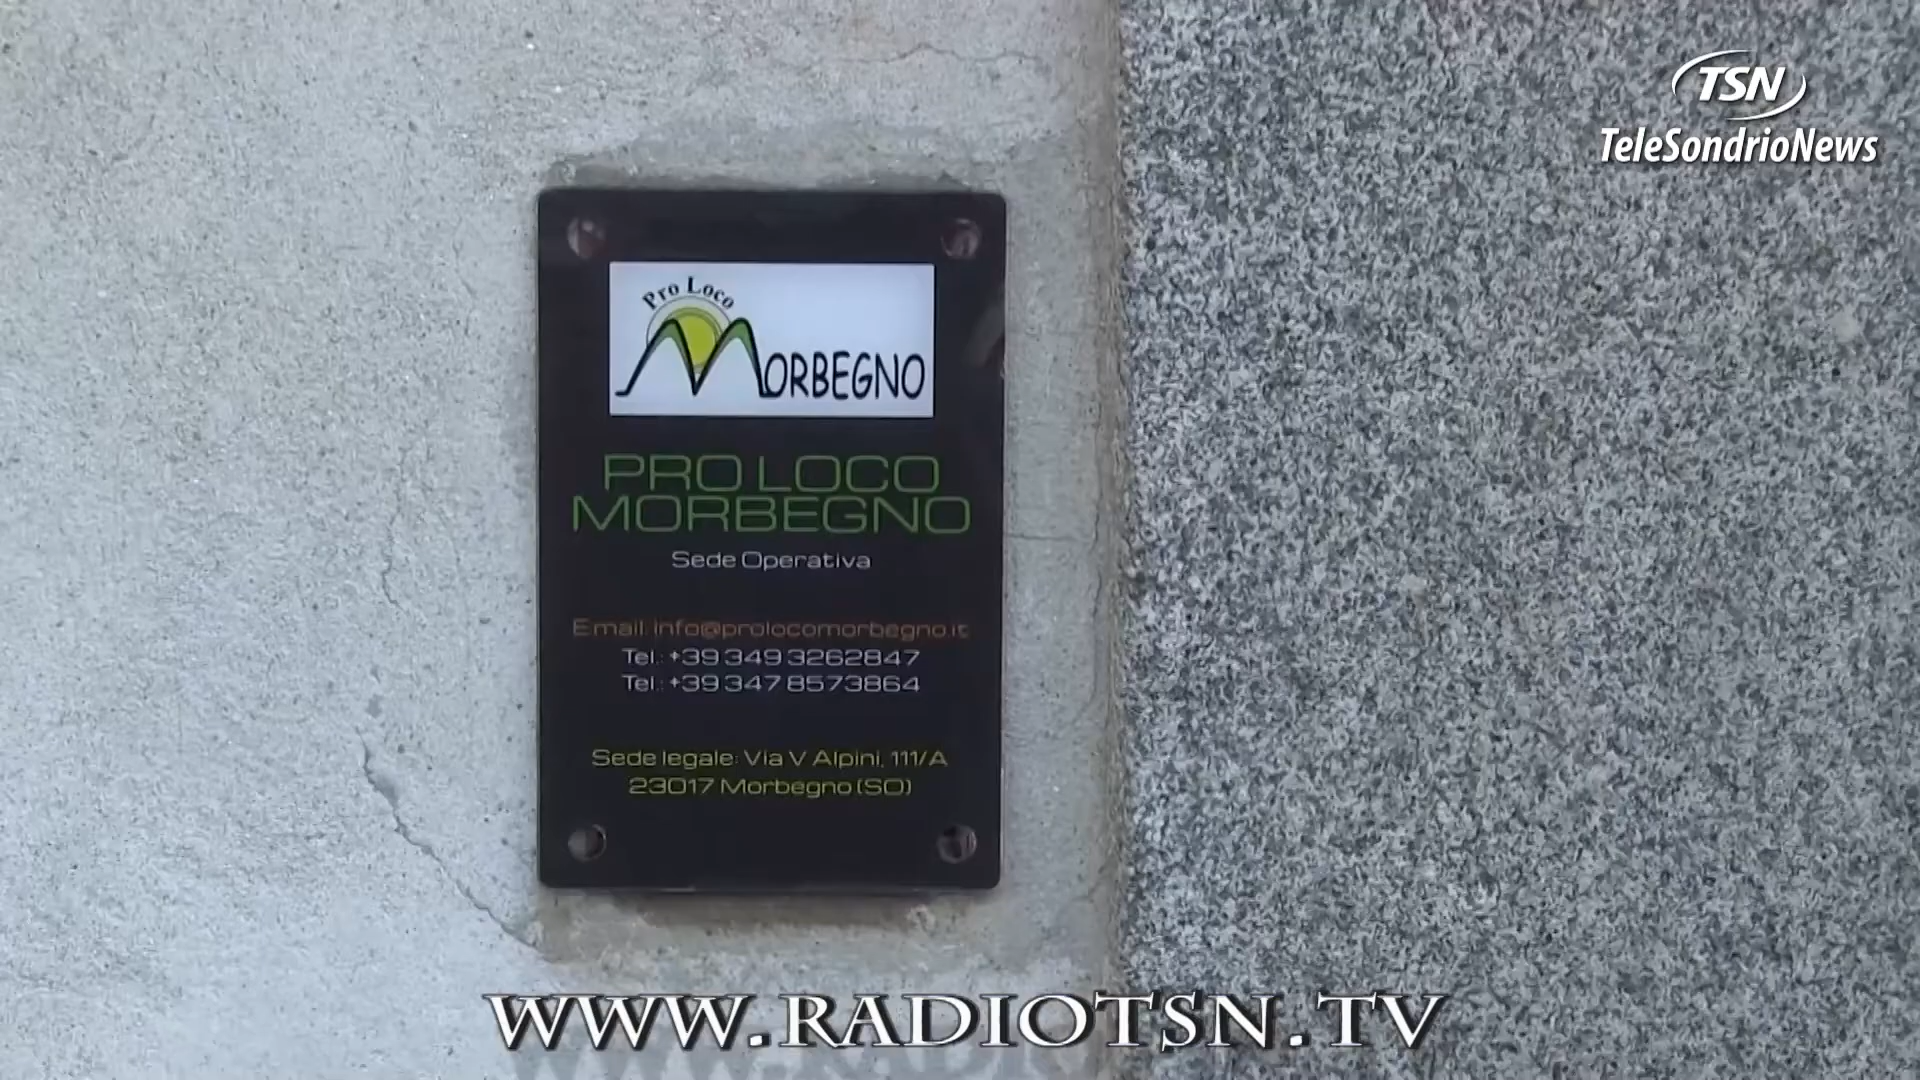 TSN
TeleSondrioNews
Pro Loco
MORBEGNO
PRO LOCO
MORBEGNO
Sede Operativa
Email: info@prolocomorbegno.it
Tel.: +39 349 3262847
Tel.: +39 347 8573864
Sede legale: Via V Alpini, 111/A
23017 Morbegno (SO)
WWW.RADIOTSN.TV